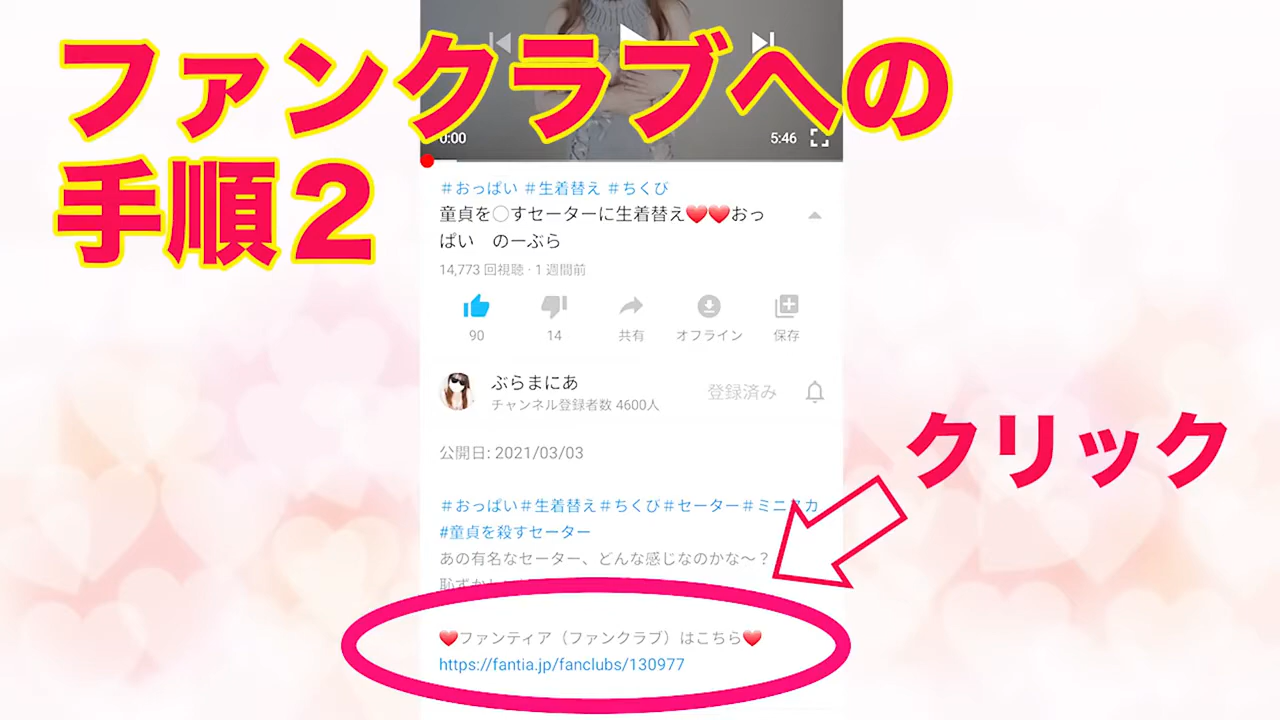 ファンクラブへの
手順２
0:00
5:46
＃おっぱい ＃生着替え ＃ちくび
童貞を◯すセーターに生着替え❤️❤️おっ
ぱい　のーぶら
14,773 回視聴・1 週間前
90
14
共有
オフライン
保存
ぶらまにあ
登録済み
チャンネル登録者数 4600人
クリック
公開日: 2021/03/03
＃おっぱい＃生着替え＃ちくび＃セーター＃ミニスカ
#童貞を殺すセーター
あの有名なセーター、どんな感じなのかな〜？
❤️ファンティア（ファンクラブ）はこちら❤️
https://fantia.jp/fanclubs/130977